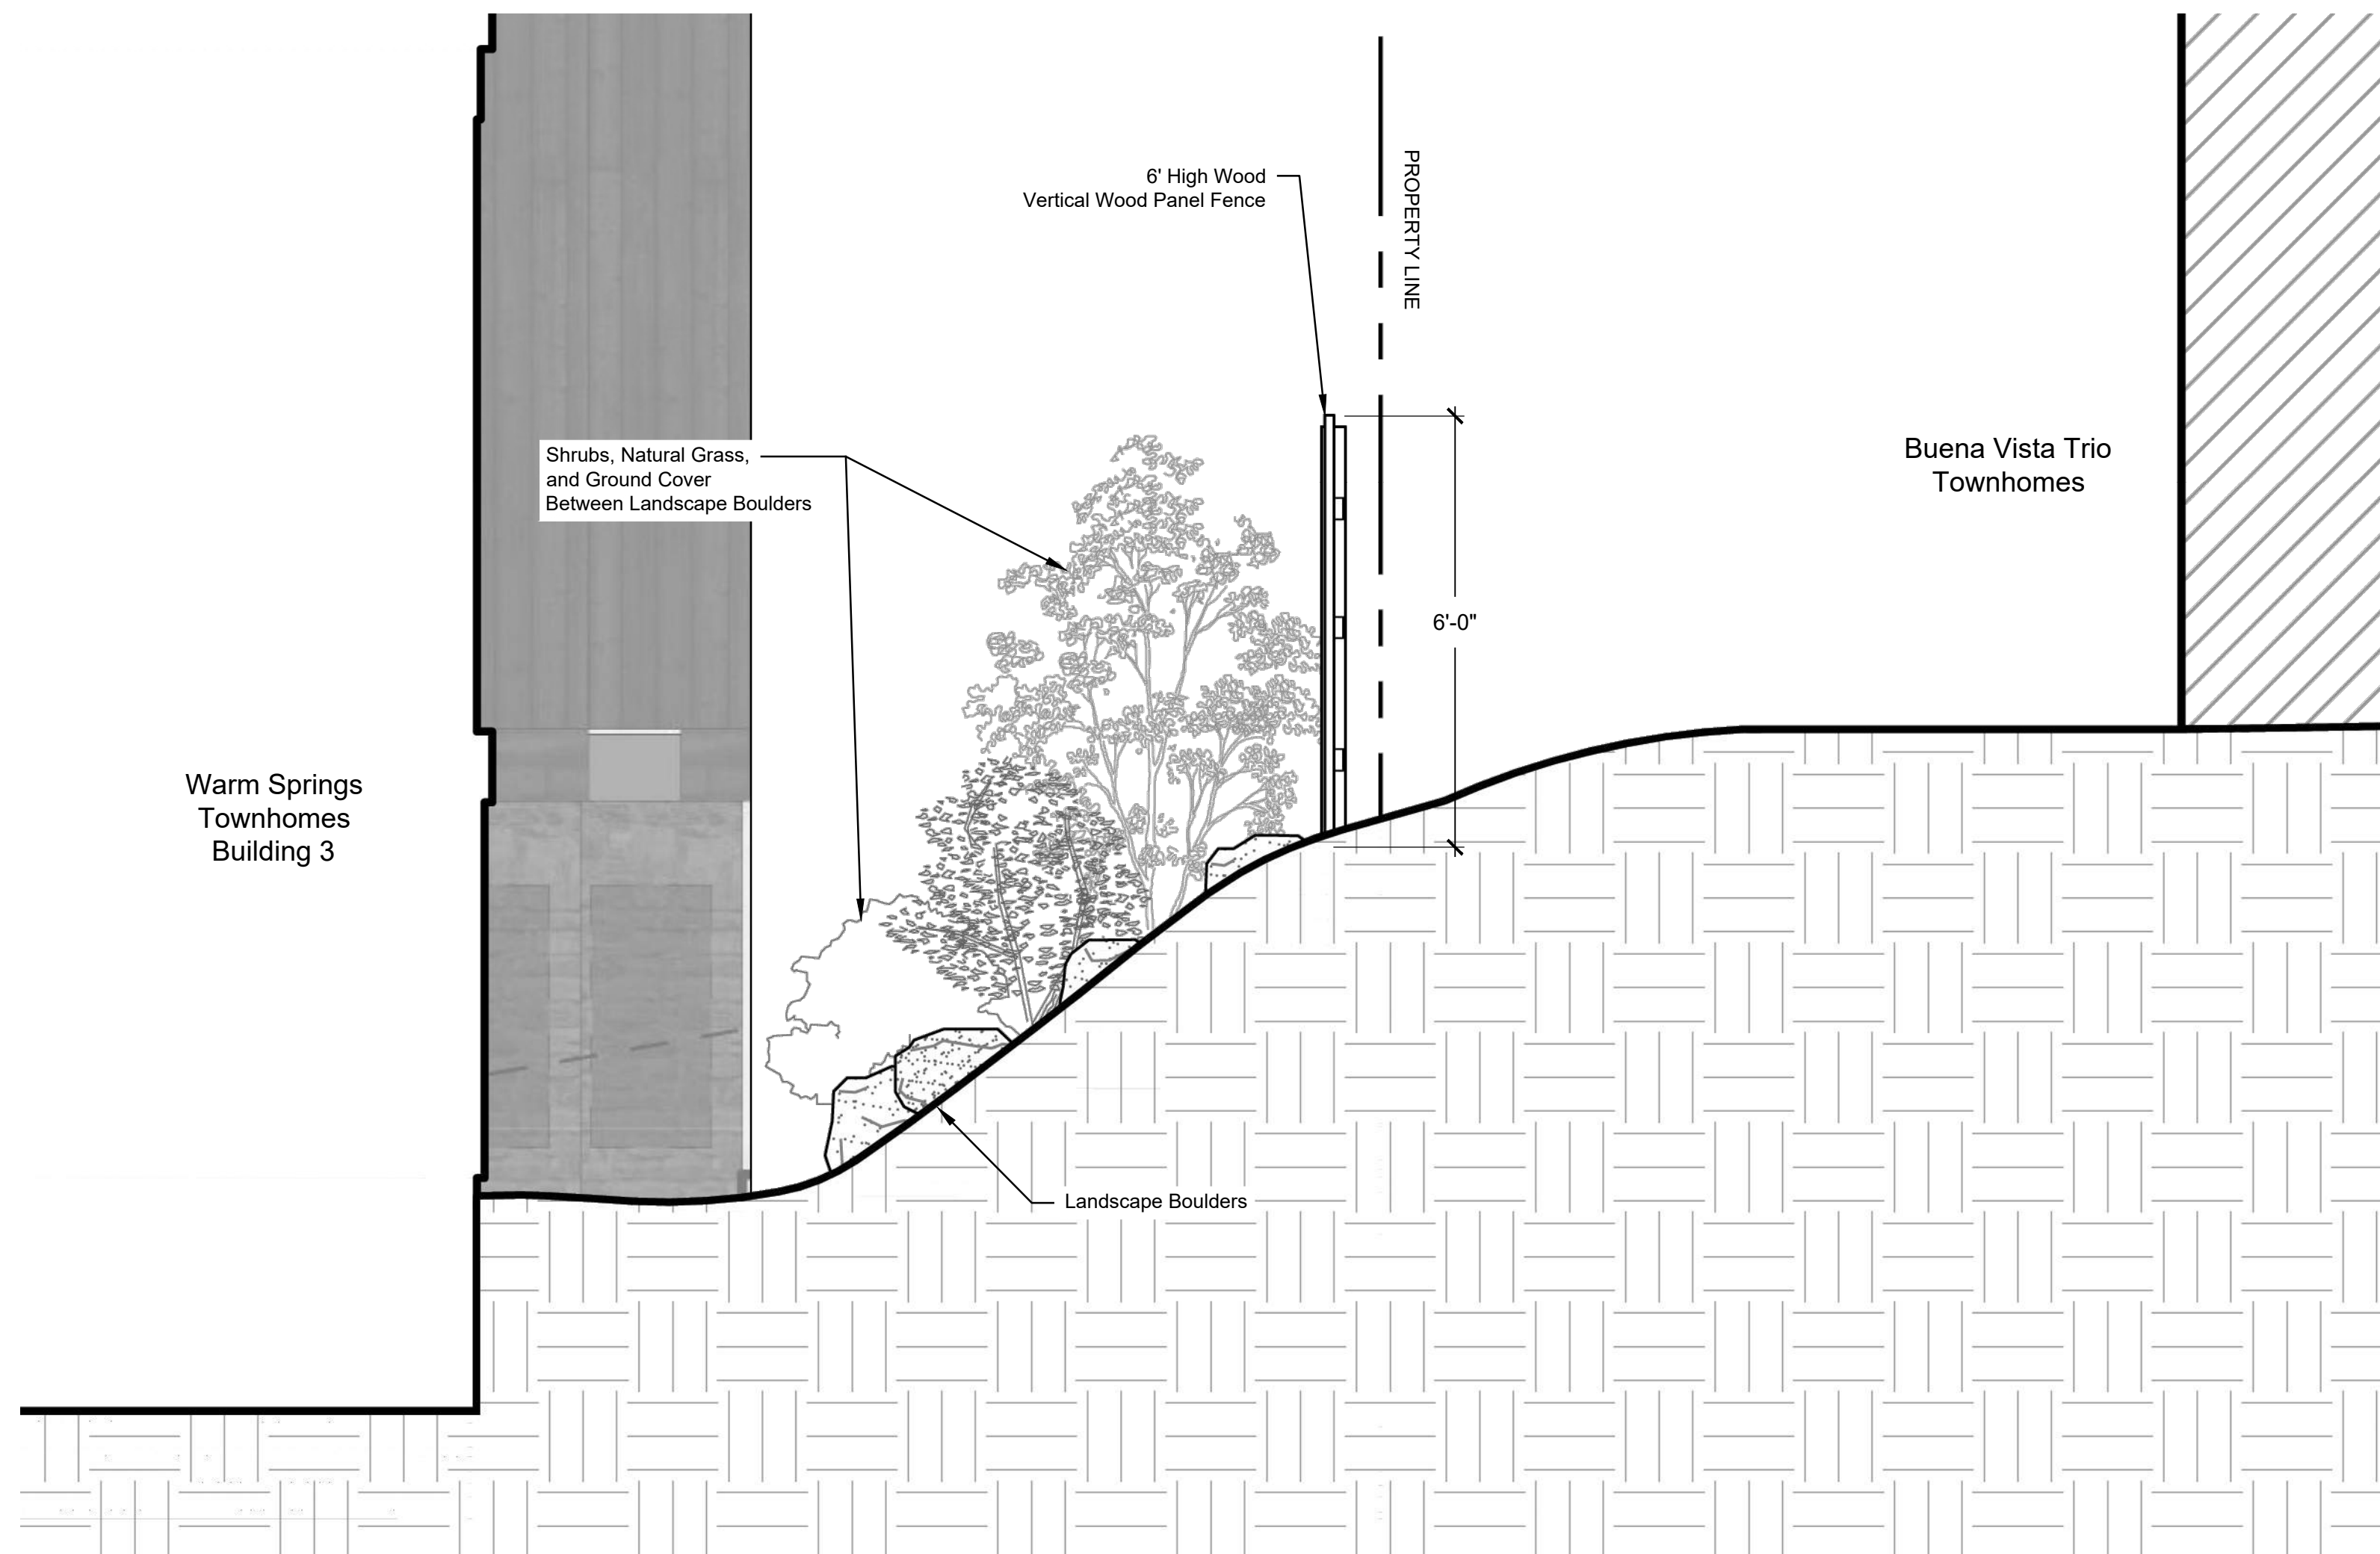 6' High Wood
Vertical Wood Panel Fence
PROPERTY LINE
Shrubs, Natural Grass,
and Ground Cover
Between Landscape Boulders
Buena Vista Trio
Townhomes
6'-0"
Warm Springs
Townhomes
Building 3
Landscape Boulders